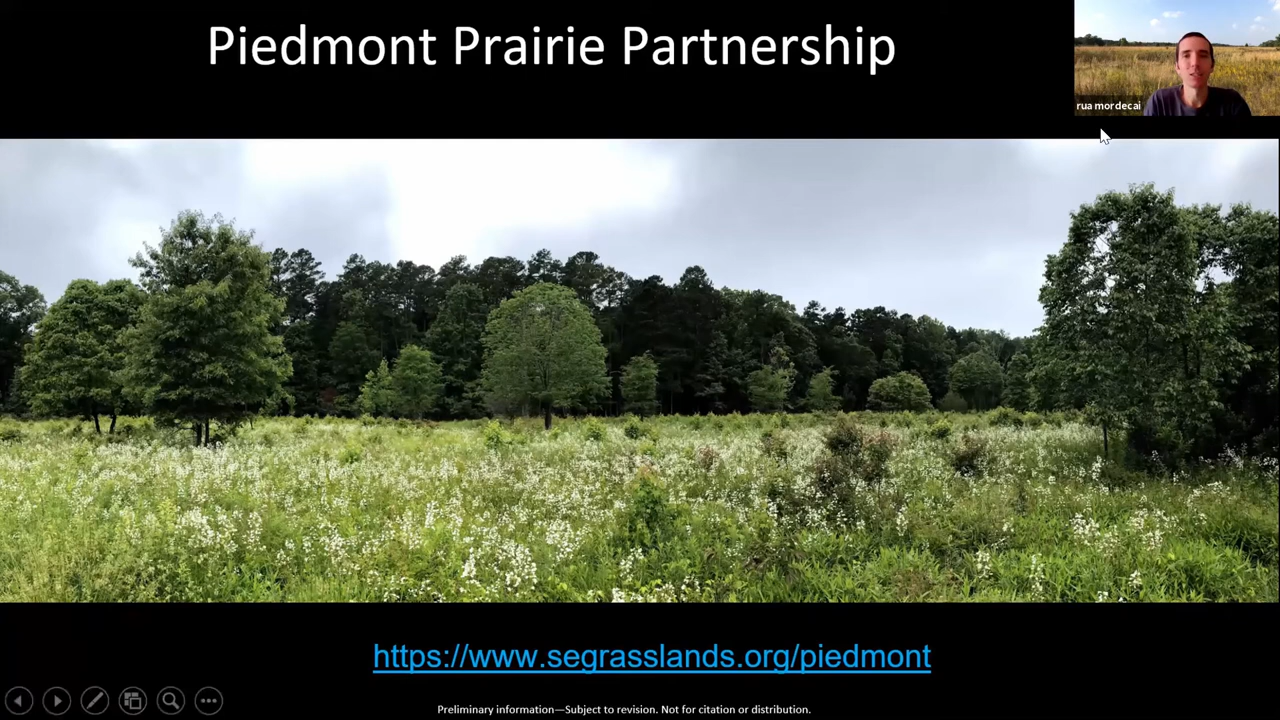 Piedmont Prairie Partnership
rua mordecai
https://www.segrasslands.org/piedmont
Preliminary information—Subject to revision. Not for citation or distribution.